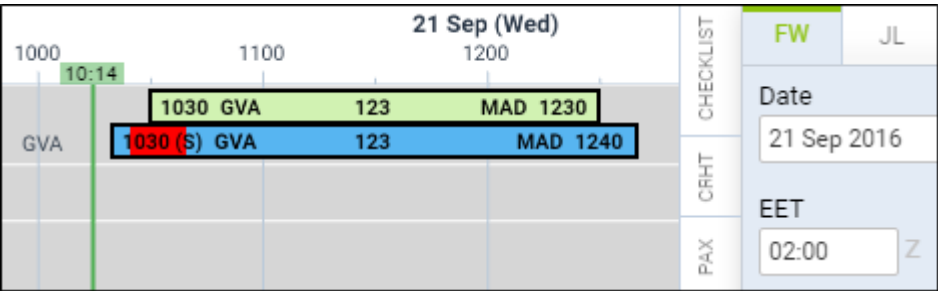 21 Sep (Wed)
1000 1100 1200
10:14
1030 GVA 123 MAD 1230
GVA
1030 (S) GVA 123 MAD 1240
CHECKLIST
CRHT
PAX
FW JL
Date
21 Sep 2016
EET
02:00 Z